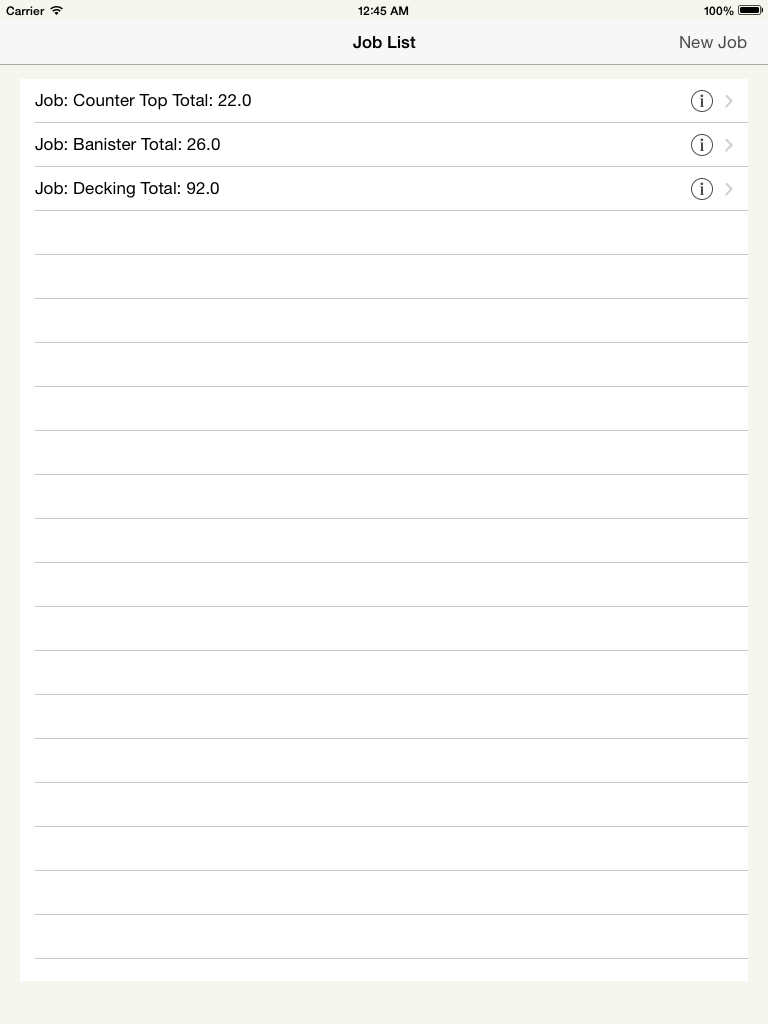 Carrier 12:45 AM 100%
Job List New Job
Job: Counter Top Total: 22.0
Job: Banister Total: 26.0
Job: Decking Total: 92.0